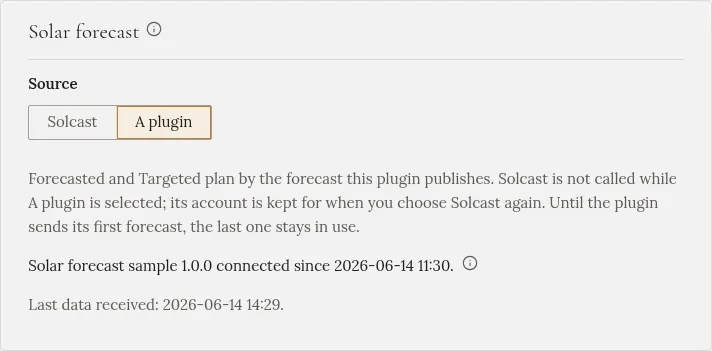 Solar forecast
Source
Solcast
A plugin
Forecasted and Targeted plan by the forecast this plugin publishes. Solcast is not called while
A plugin is selected; its account is kept for when you choose Solcast again. Until the plugin
sends its first forecast, the last one stays in use.
Solar forecast sample 1.0.0 connected since 2026-06-14 11:30.
Last data received: 2026-06-14 14:29.